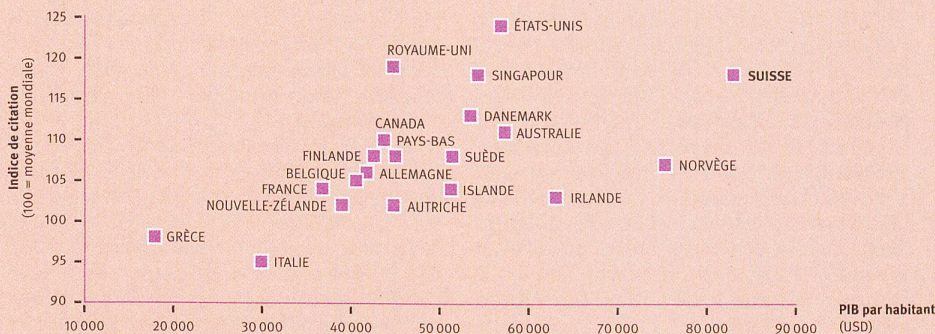 Indice de citation
(100 = moyenne mondiale)
125
120
115
110
105
100
95
90
ÉTATS-UNIS
ROYAUME-UNI
SINGAPOUR
SUISSE
DANEMARK
CANADA
AUSTRALIE
PAYS-BAS
FINLANDE
SUÈDE
NORVÈGE
BELGIQUE
ALLEMAGNE
FRANCE
ISLANDE
IRLANDE
NOUVELLE-ZÉLANDE
AUTRICHE
GRÈCE
ITALIE
10 000 20 000 30 000 40 000 50 000 60 000 70 000 80 000 90 000
PIB par habitant
(USD)